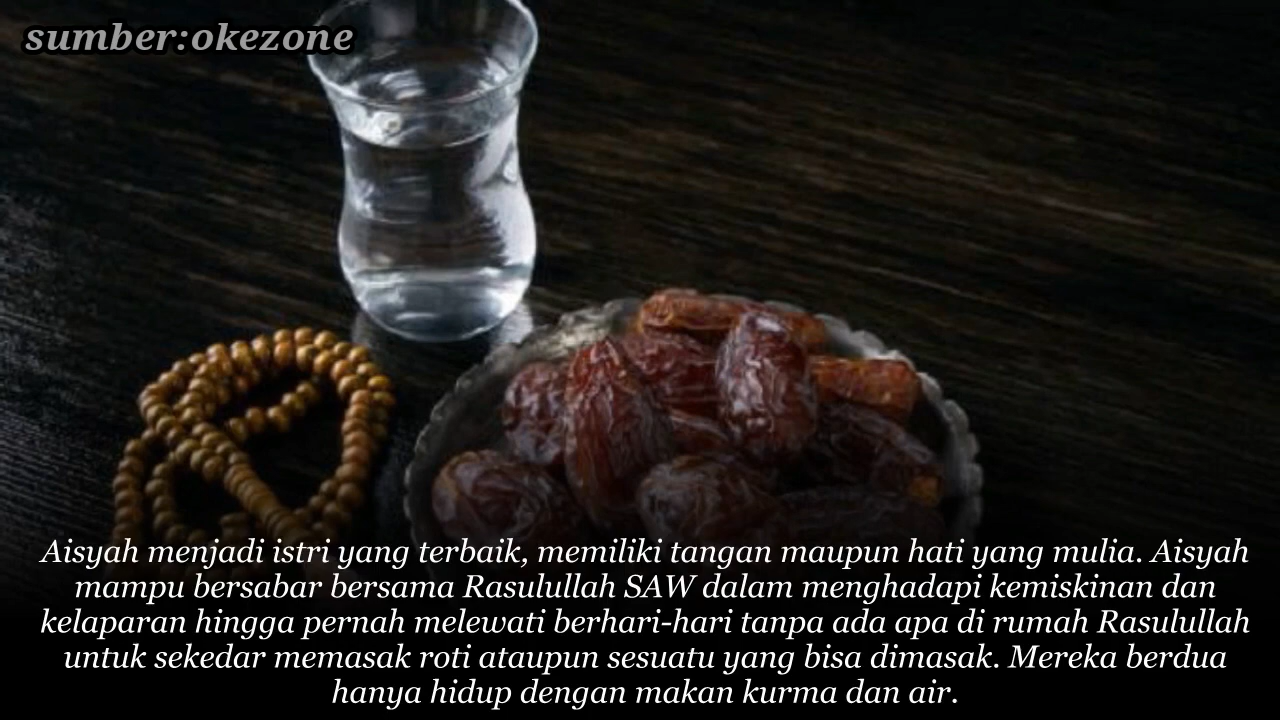 sumber:okezone
Aisyah menjadi istri yang terbaik, memiliki tangan maupun hati yang mulia. Aisyah
mampu bersabar bersama Rasulullah SAW dalam menghadapi kemiskinan dan
kelaparan hingga pernah melewati berhari-hari tanpa ada apa di rumah Rasulullah
untuk sekedar memasak roti ataupun sesuatu yang bisa dimasak. Mereka berdua
hanya hidup dengan makan kurma dan air.